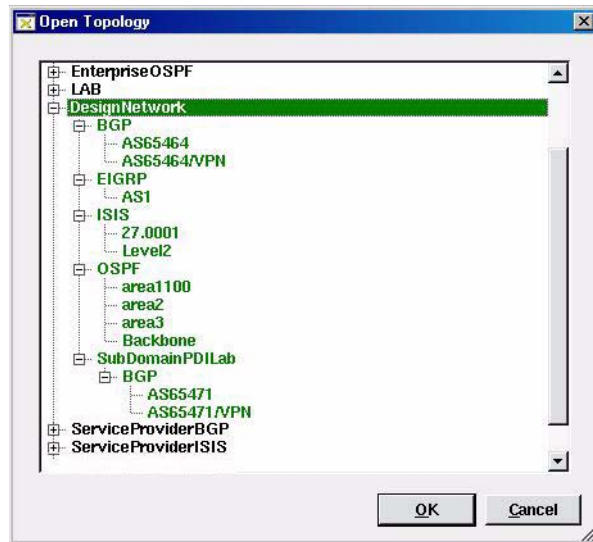 Open Topology
EnterpriseOSPF
LAB
DesignNetwork
BGP
AS65464
AS65464/VPN
EIGRP
AS1
ISIS
27.0001
Level2
OSPF
area1100
area2
area3
Backbone
SubDomainPDILab
BGP
AS65471
AS65471/VPN
ServiceProviderBGP
ServiceProviderISIS
OK
Cancel